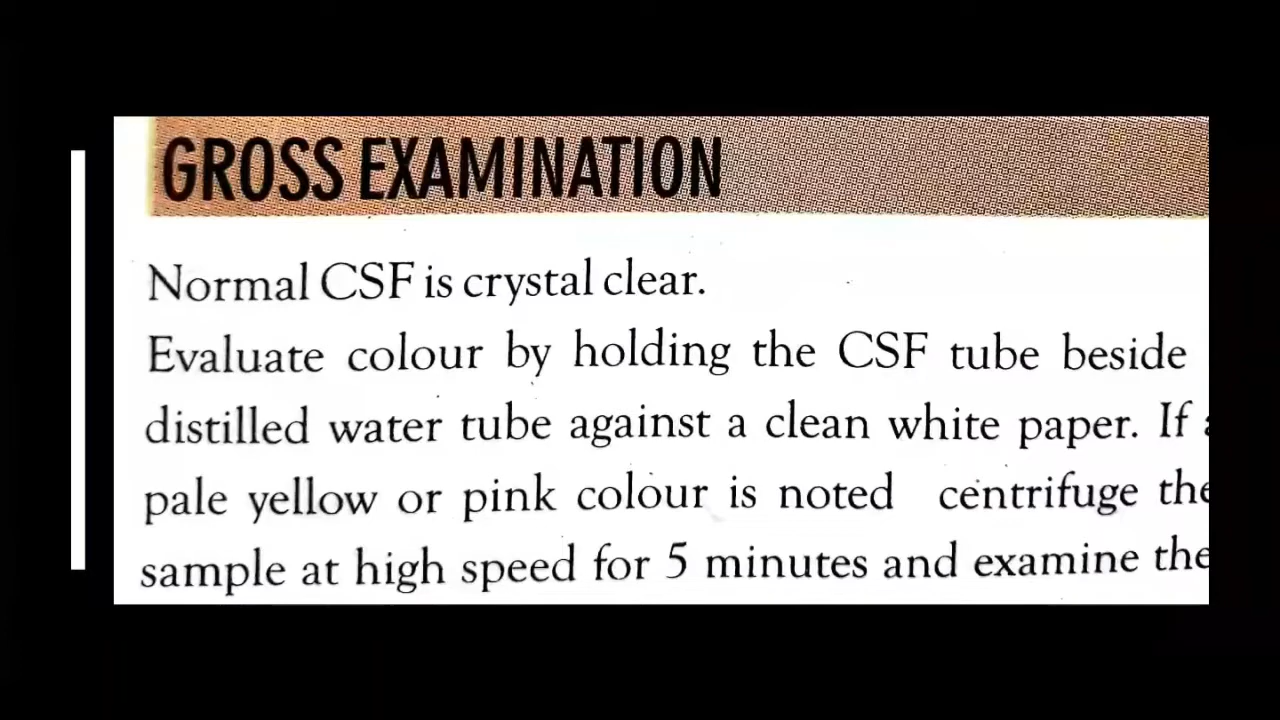 GROSS EXAMINATION
Normal CSF is crystal clear.
Evaluate colour by holding the CSF tube beside
distilled water tube against a clean white paper. If
pale yellow or pink colour is noted centrifuge the
sample at high speed for 5 minutes and examine the